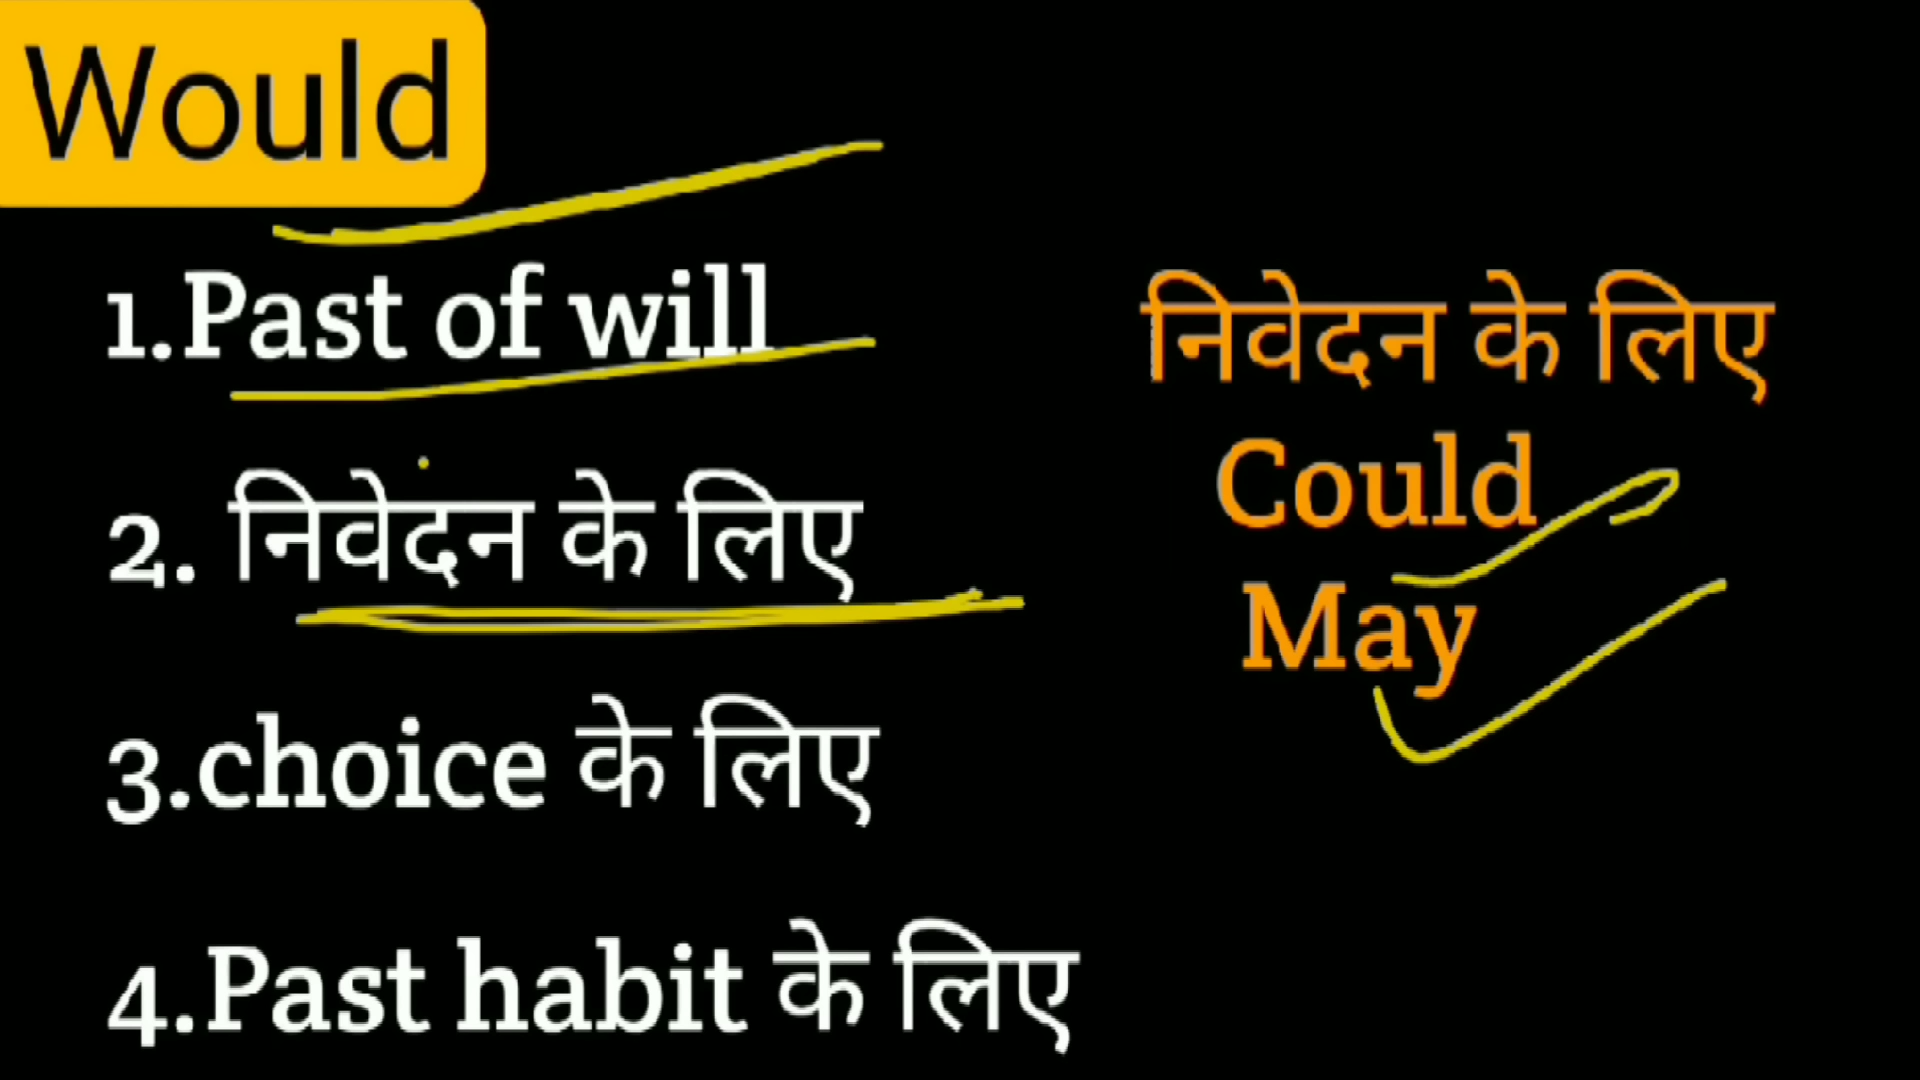 Would
1.Past of will
2. निवेदन के लिए
3.choice के लिए
4.Past habit के लिए
निवेदन के लिए
Could
May